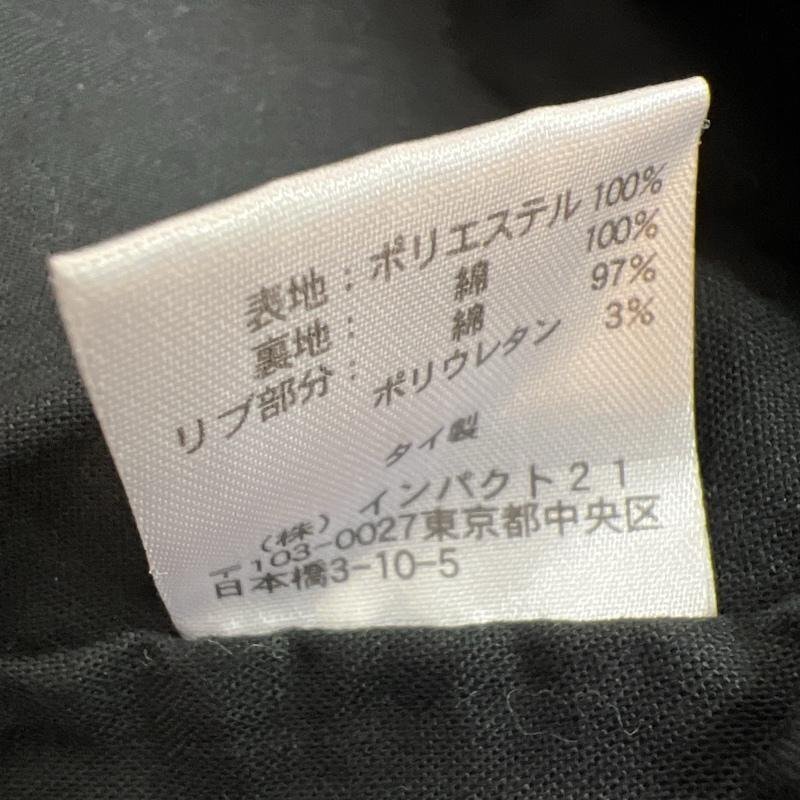 表地：ポリエステル 100%
裏地： 綿 100%
リブ部分： 綿 97%
ポリウレタン 3%
タイ製
（株）インパクト２１
〒103-0027東京都中央区
日本橋3-10-5